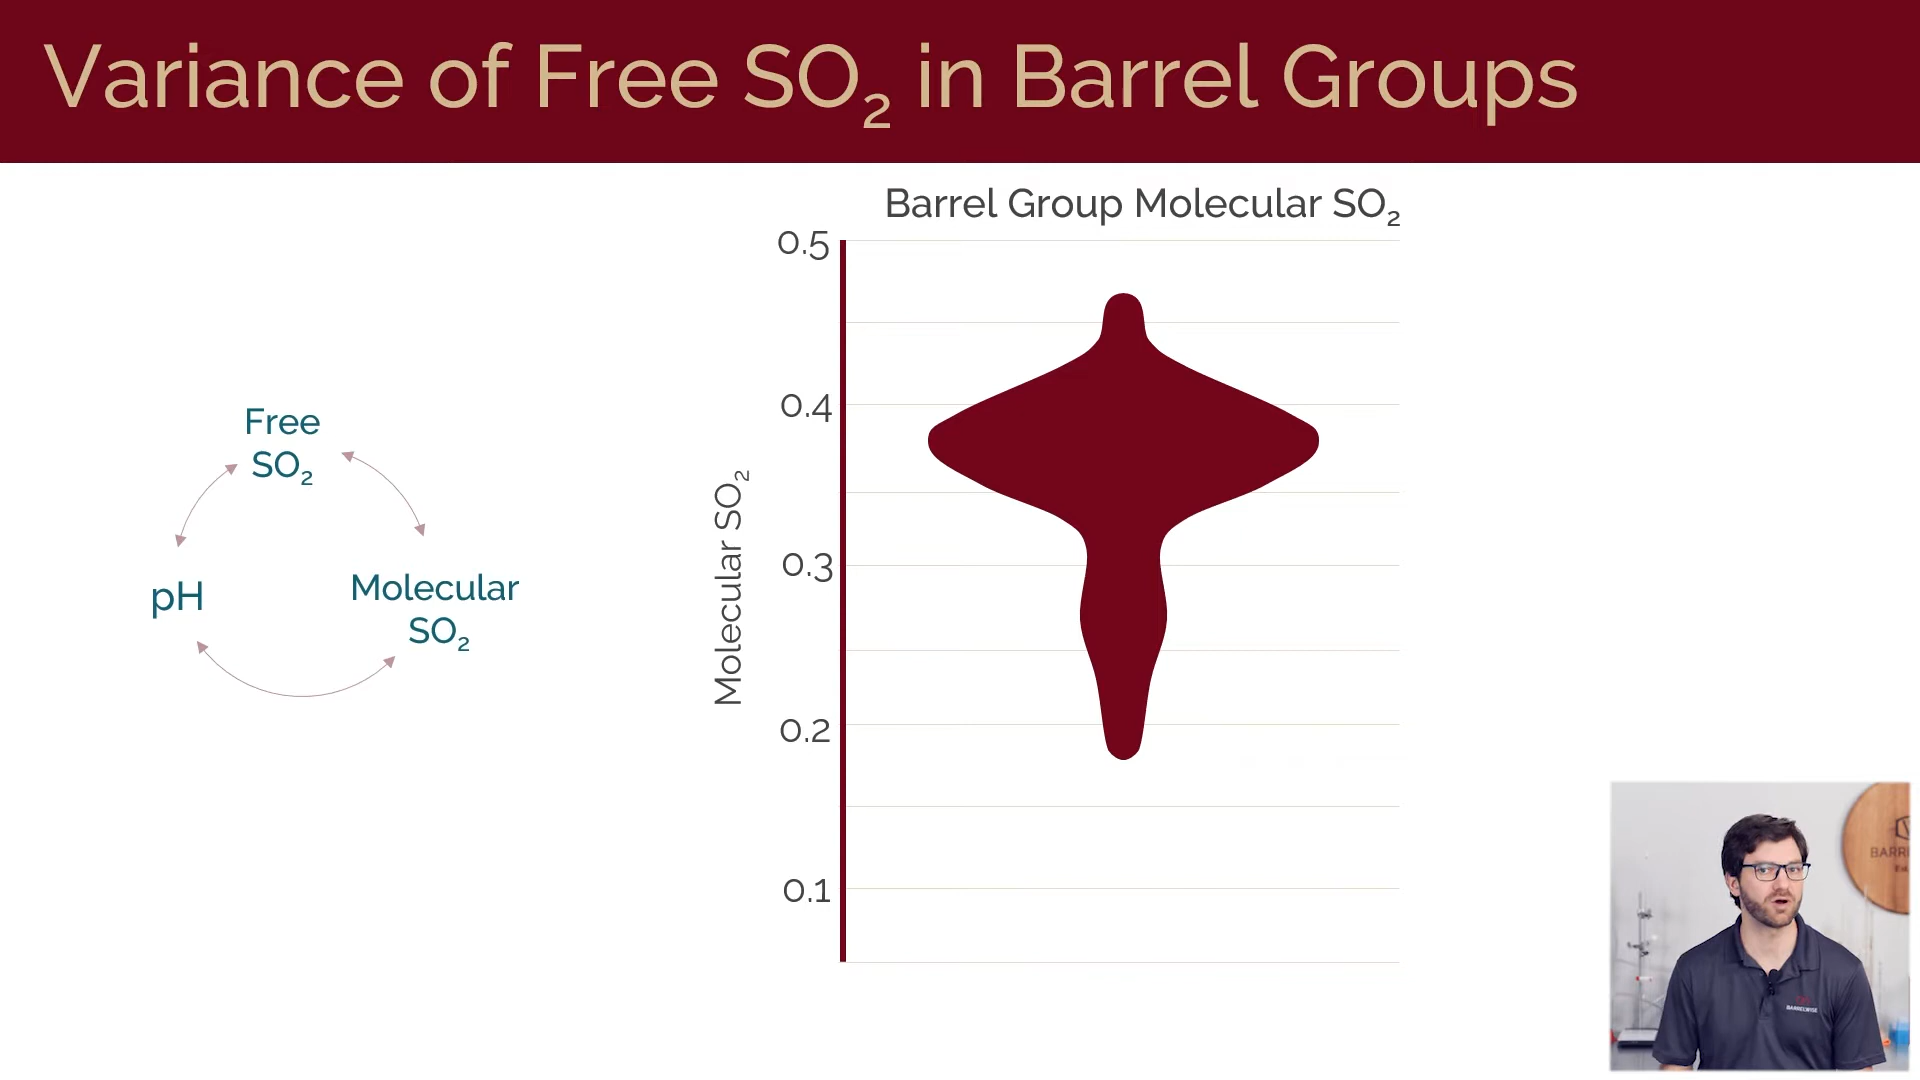 Variance of Free SO₂ in Barrel Groups
Barrel Group Molecular SO₂
0.5
0.4
0.3
0.2
0.1
Molecular SO₂
Free
SO₂
pH
Molecular
SO₂
BARRELWISE